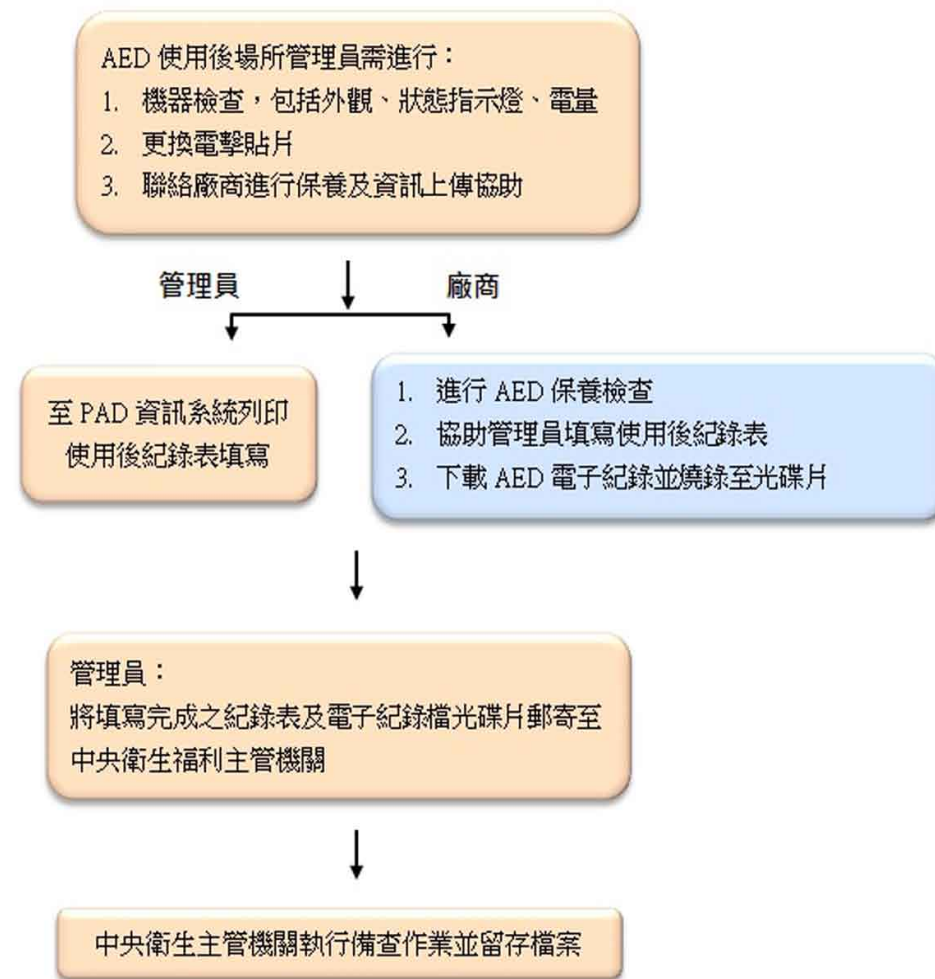 AED 使用後場所管理員需進行：
1. 機器檢查，包括外觀、狀態指示燈、電量
2. 更換電擊貼片
3. 聯絡廠商進行保養及資訊上傳協助
管理員
廠商
至 PAD 資訊系統列印
使用後紀錄表填寫
1. 進行 AED 保養檢查
2. 協助管理員填寫使用後紀錄表
3. 下載 AED 電子紀錄並燒錄至光碟片
管理員：
將填寫完成之紀錄表及電子紀錄檔光碟片郵寄至
中央衛生福利主管機關
中央衛生主管機關執行備查作業並留存檔案